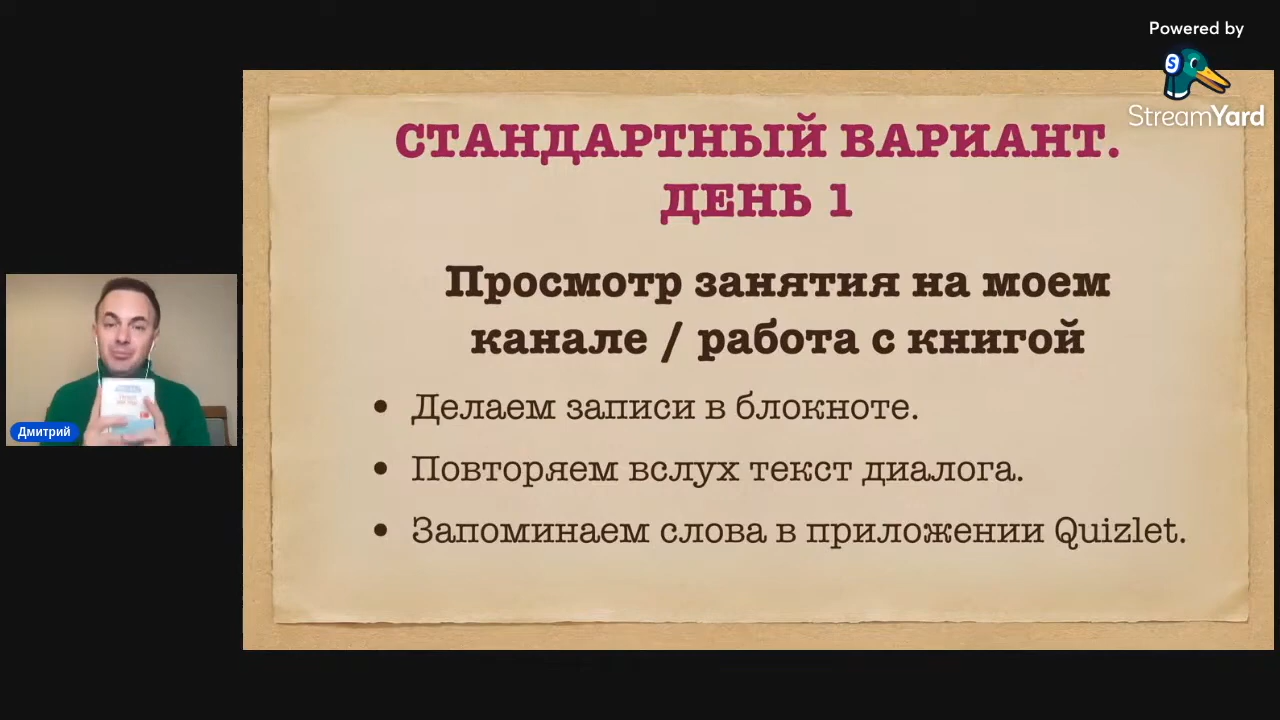 Powered by
StreamYard
СТАНДАРТНЫЙ ВАРИАНТ.
ДЕНЬ 1
Просмотр занятия на моем
канале / работа с книгой
• Делаем записи в блокноте.
• Повторяем вслух текст диалога.
• Запоминаем слова в приложении Quizlet.
Дмитрий